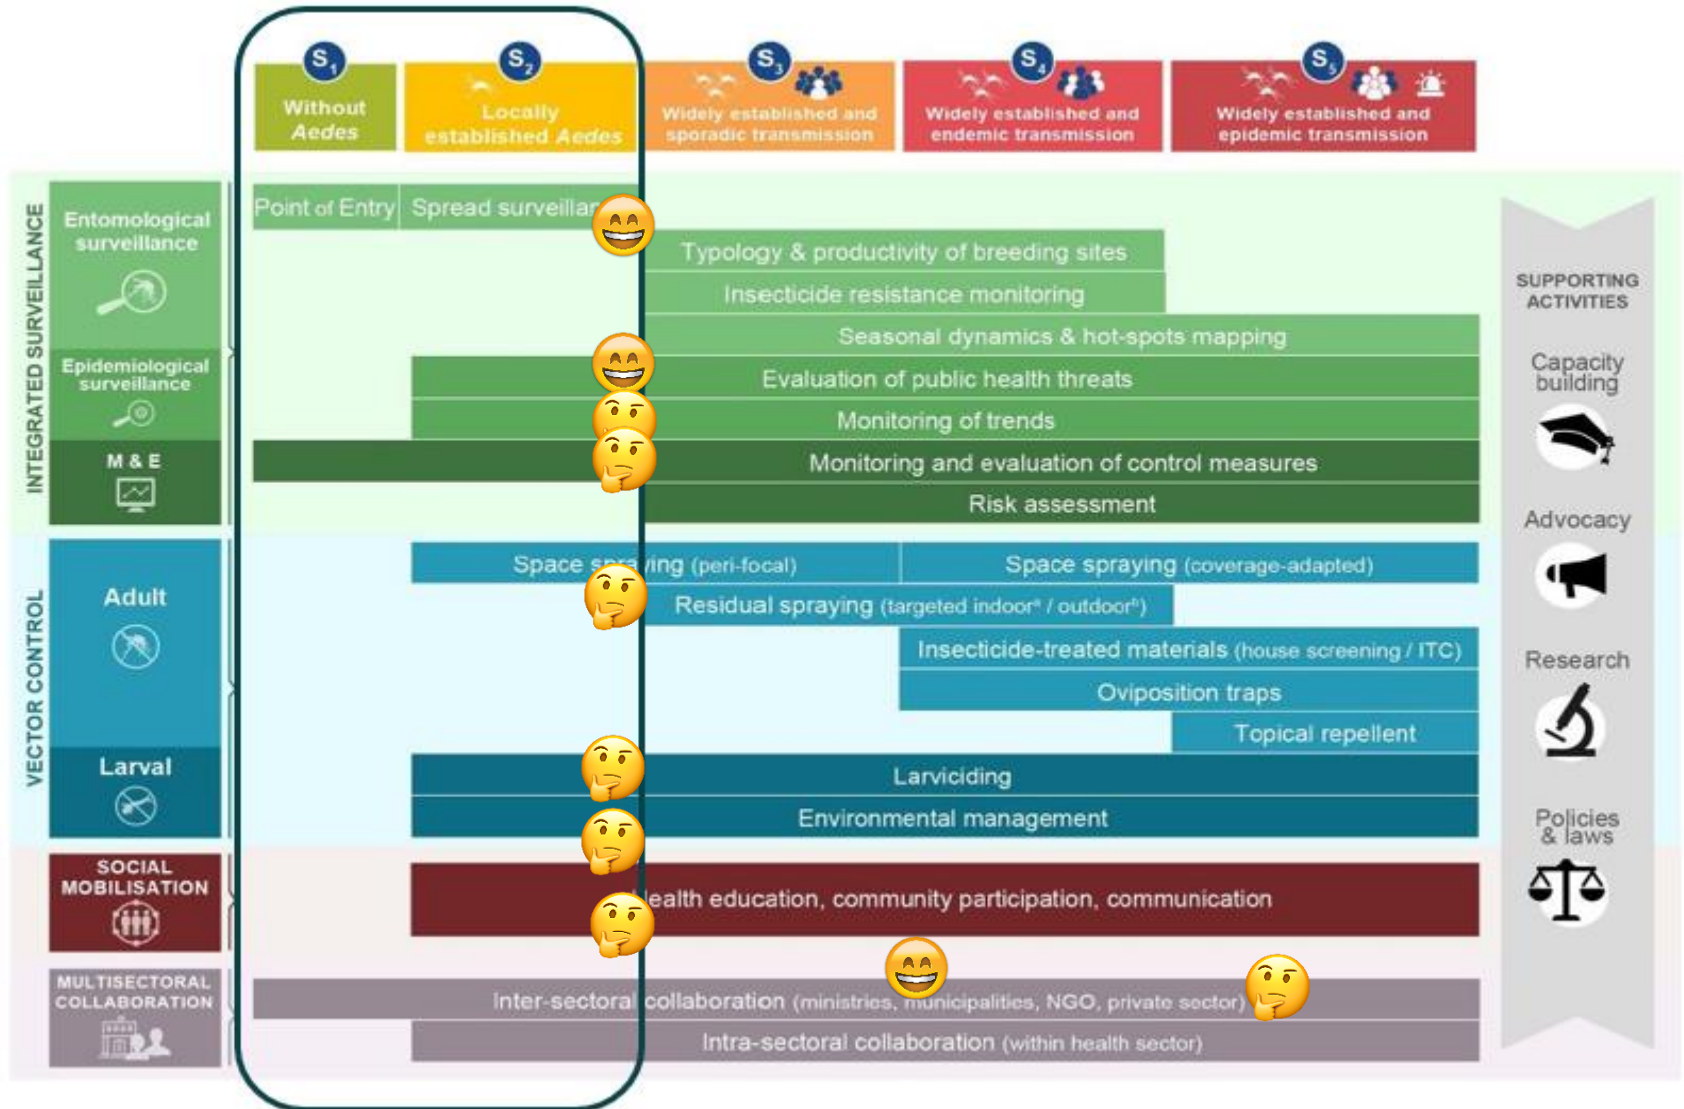 S1
Without
Aedes
S2
Locally
established Aedes
S3
Widely established and
sporadic transmission
S4
Widely established and
endemic transmission
S5
Widely established and
epidemic transmission
INTEGRATED SURVEILLANCE
Entomological
surveillance
Point of Entry
Spread surveillan
Typology & productivity of breeding sites
Insecticide resistance monitoring
Seasonal dynamics & hot-spots mapping
Epidemiological
surveillance
Evaluation of public health threats
Monitoring of trends
M & E
Monitoring and evaluation of control measures
Risk assessment
VECTOR CONTROL
Adult
Space spraying (peri-focal)
Space spraying (coverage-adapted)
Residual spraying (targeted indoorᵃ / outdoorᵇ)
Insecticide-treated materials (house screening / ITC)
Oviposition traps
Topical repellent
Larval
Larviciding
Environmental management
SOCIAL
MOBILISATION
Health education, community participation, communication
MULTISECTORAL
COLLABORATION
Inter-sectoral collaboration (ministries, municipalities, NGO, private sector)
Intra-sectoral collaboration (within health sector)
SUPPORTING
ACTIVITIES
Capacity
building
Advocacy
Research
Policies
& laws